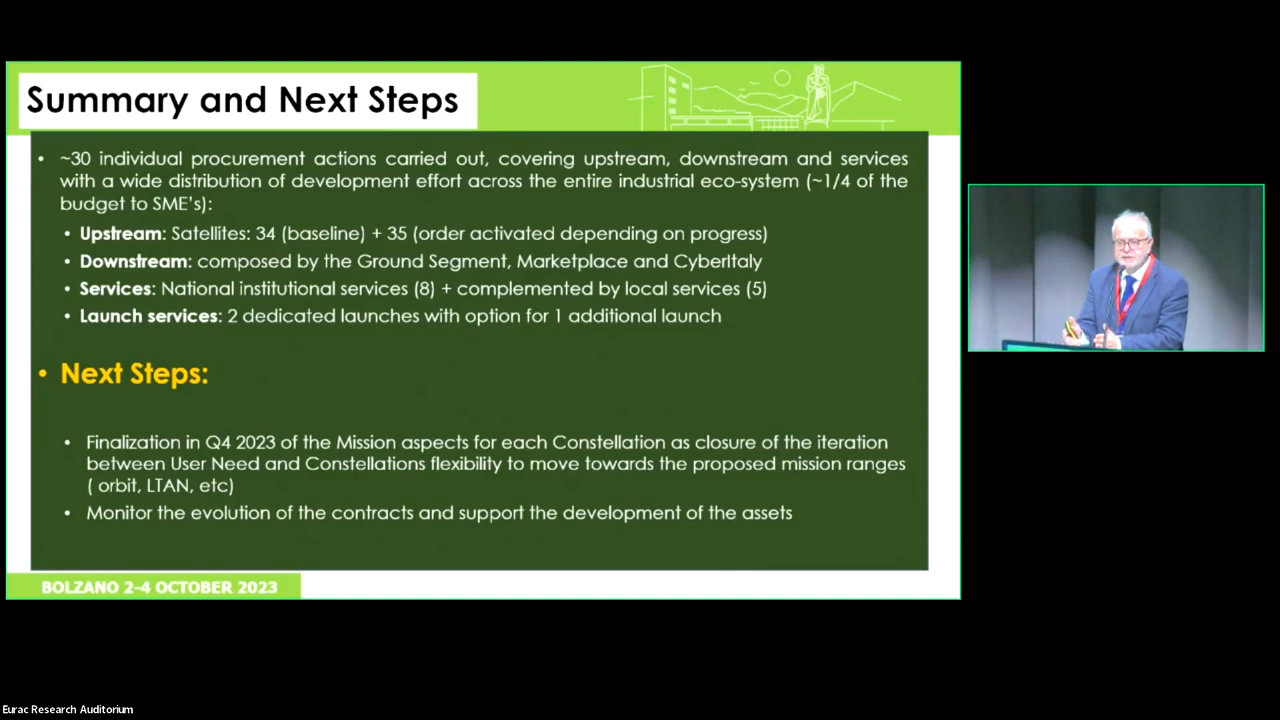 Summary and Next Steps
• ~30 individual procurement actions carried out, covering upstream, downstream and services
with a wide distribution of development effort across the entire industrial eco-system (~1/4 of the
budget to SME's):
• Upstream: Satellites: 34 (baseline) + 35 (order activated depending on progress)
• Downstream: composed by the Ground Segment, Marketplace and CyberItaly
• Services: National institutional services (8) + complemented by local services (5)
• Launch services: 2 dedicated launches with option for 1 additional launch
• Next Steps:
• Finalization in Q4 2023 of the Mission aspects for each Constellation as closure of the iteration
between User Need and Constellations flexibility to move towards the proposed mission ranges
( orbit, LTAN, etc)
• Monitor the evolution of the contracts and support the development of the assets
BOLZANO 2-4 OCTOBER 2023
Eurac Research Auditorium